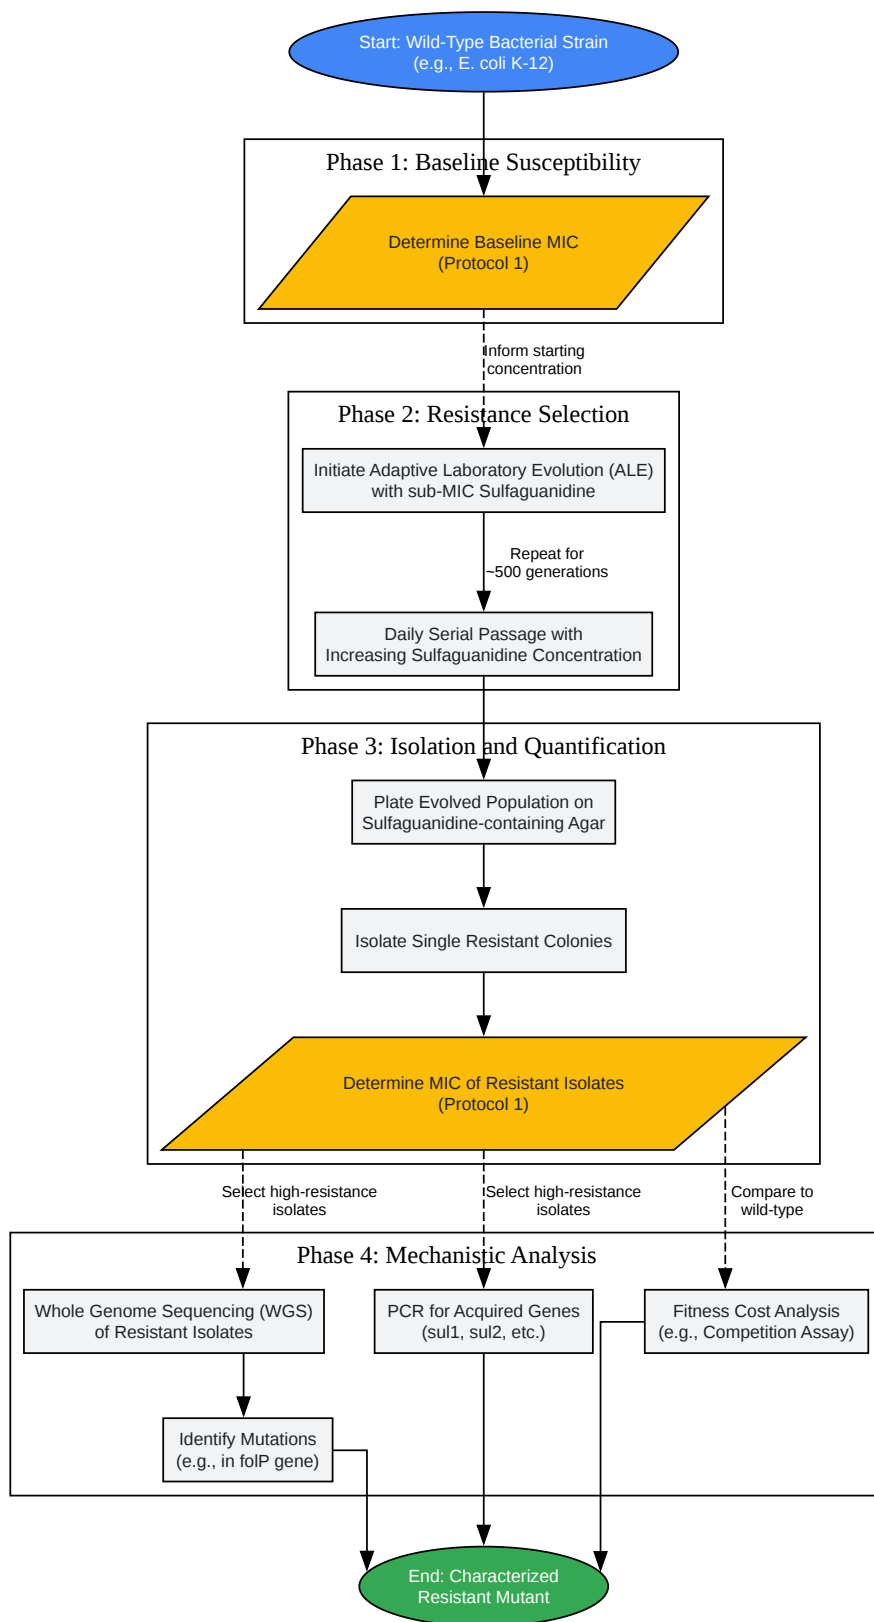 Start: Wild-Type Bacterial Strain
(e.g., E. coli K-12)
Phase 1: Baseline Susceptibility
Determine Baseline MIC
(Protocol 1)
Inform starting
concentration
Phase 2: Resistance Selection
Initiate Adaptive Laboratory Evolution (ALE)
with sub-MIC Sulfaguanidine
Repeat for
~500 generations
Daily Serial Passage with
Increasing Sulfaguanidine Concentration
Phase 3: Isolation and Quantification
Plate Evolved Population on
Sulfaguanidine-containing Agar
Isolate Single Resistant Colonies
Determine MIC of Resistant Isolates
(Protocol 1)
Select high-resistance
isolates
Select high-resistance
isolates
Compare to
wild-type
Phase 4: Mechanistic Analysis
Whole Genome Sequencing (WGS)
of Resistant Isolates
PCR for Acquired Genes
(sul1, sul2, etc.)
Fitness Cost Analysis
(e.g., Competition Assay)
Identify Mutations
(e.g., in folP gene)
End: Characterized
Resistant Mutant